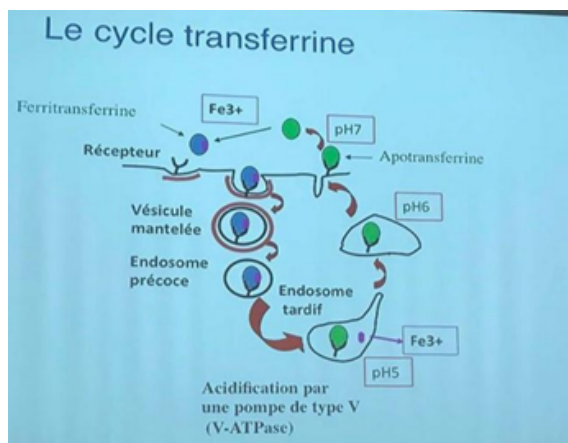 Le cycle transferrine
Ferritransferrine
Fe3+
pH7
Récepteur
Apotransferrine
Vésicule
mantelée
pH6
Endosome
précoce
Endosome
tardif
Fe3+
pH5
Acidification par
une pompe de type V
(V-ATPase)